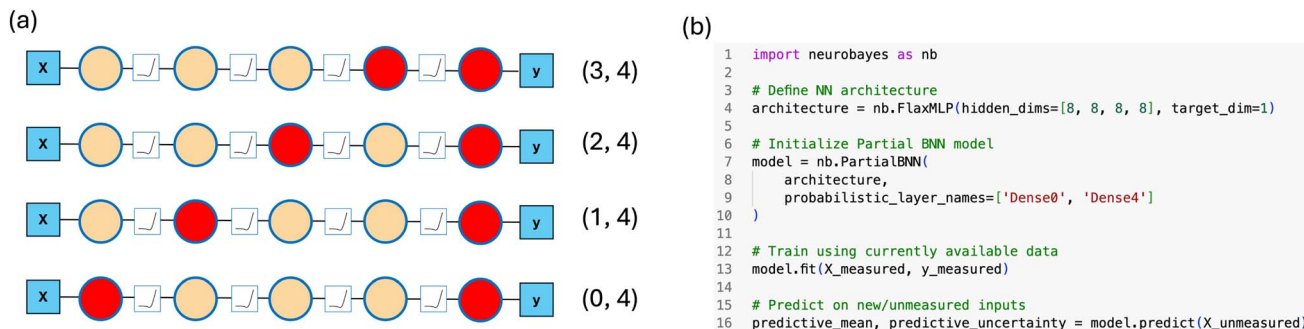 (a)
X y (3, 4)
X y (2, 4)
X y (1, 4)
X y (0, 4)
(b)
1 import neurobayes as nb
2
3 # Define NN architecture
4 architecture = nb.FlaxMLP(hidden_dims=[8, 8, 8, 8], target_dim=1)
5
6 # Initialize Partial BNN model
7 model = nb.PartialBNN(
8 architecture,
9 probabilistic_layer_names=['Dense0', 'Dense4']
10 )
11
12 # Train using currently available data
13 model.fit(X_measured, y_measured)
14
15 # Predict on new/unmeasured inputs
16 predictive_mean, predictive_uncertainty = model.predict(X_unmeasured)